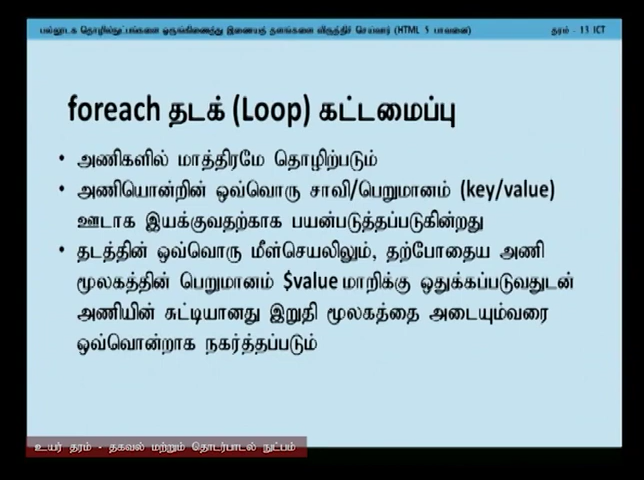 பல்லூடக தொழில்நுட்பங்களை ஒருங்கிணைத்து இணையத் தளங்களை விருத்தி செய்வார் (HTML 5 பாவனை) தரம் - 13 ICT
foreach தடக் (Loop) கட்டமைப்பு
• அணிகளில் மாத்திரமே தொழிற்படும்
• அணியொன்றின் ஒவ்வொரு சாவி/பெறுமானம் (key/value)
ஊடாக இயக்குவதற்காக பயன்படுத்தப்படுகின்றது
• தடத்தின் ஒவ்வொரு மீள்செயலிலும், தற்போதைய அணி
மூலகத்தின் பெறுமானம் $value மாறிக்கு ஒதுக்கப்படுவதுடன்
அணியின் சுட்டியானது இறுதி மூலகத்தை அடையும்வரை
ஒவ்வொன்றாக நகர்த்தப்படும்
உயர் தரம் - தகவல் மற்றும் தொடர்பாடல் நுட்பம்